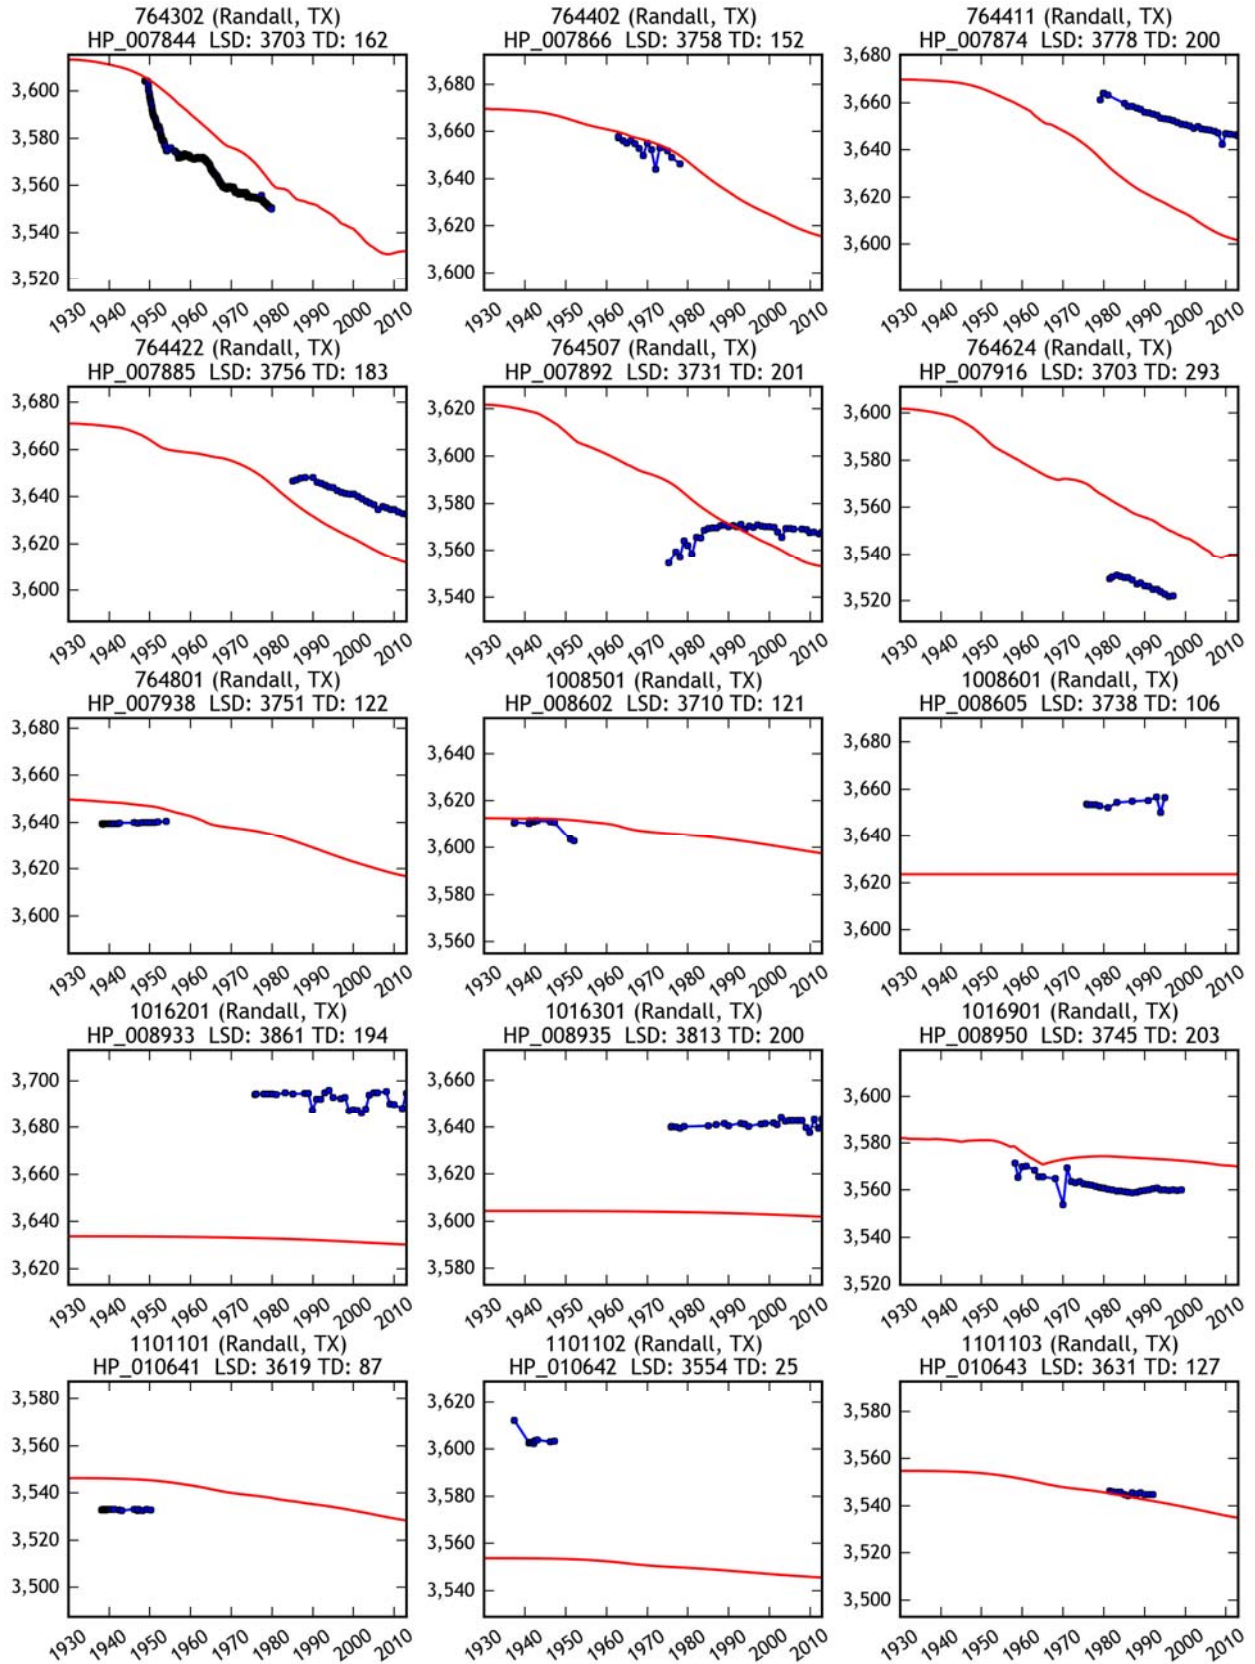 764302 (Randall, TX) 764402 (Randall, TX) 764411 (Randall, TX)
HP_007844 LSD: 3703 TD: 162 HP_007866 LSD: 3758 TD: 152 HP_007874 LSD: 3778 TD: 200
3,600 3,580 3,560 3,540 3,520
1930 1940 1950 1960 1970 1980 1990 2000 2010
3,680 3,660 3,640 3,620 3,600
1930 1940 1950 1960 1970 1980 1990 2000 2010
3,680 3,660 3,640 3,620 3,600
1930 1940 1950 1960 1970 1980 1990 2000 2010
764422 (Randall, TX) 764507 (Randall, TX) 764624 (Randall, TX)
HP_007885 LSD: 3756 TD: 183 HP_007892 LSD: 3731 TD: 201 HP_007916 LSD: 3703 TD: 293
3,680 3,660 3,640 3,620 3,600
1930 1940 1950 1960 1970 1980 1990 2000 2010
3,620 3,600 3,580 3,560 3,540
1930 1940 1950 1960 1970 1980 1990 2000 2010
3,600 3,580 3,560 3,540 3,520
1930 1940 1950 1960 1970 1980 1990 2000 2010
764801 (Randall, TX) 1008501 (Randall, TX) 1008601 (Randall, TX)
HP_007938 LSD: 3751 TD: 122 HP_008602 LSD: 3710 TD: 121 HP_008605 LSD: 3738 TD: 106
3,680 3,660 3,640 3,620 3,600
1930 1940 1950 1960 1970 1980 1990 2000 2010
3,640 3,620 3,600 3,580 3,560
1930 1940 1950 1960 1970 1980 1990 2000 2010
3,680 3,660 3,640 3,620 3,600
1930 1940 1950 1960 1970 1980 1990 2000 2010
1016201 (Randall, TX) 1016301 (Randall, TX) 1016901 (Randall, TX)
HP_008933 LSD: 3861 TD: 194 HP_008935 LSD: 3813 TD: 200 HP_008950 LSD: 3745 TD: 203
3,700 3,680 3,660 3,640 3,620
1930 1940 1950 1960 1970 1980 1990 2000 2010
3,660 3,640 3,620 3,600 3,580
1930 1940 1950 1960 1970 1980 1990 2000 2010
3,600 3,580 3,560 3,540 3,520
1930 1940 1950 1960 1970 1980 1990 2000 2010
1101101 (Randall, TX) 1101102 (Randall, TX) 1101103 (Randall, TX)
HP_010641 LSD: 3619 TD: 87 HP_010642 LSD: 3554 TD: 25 HP_010643 LSD: 3631 TD: 127
3,580 3,560 3,540 3,520 3,500
1930 1940 1950 1960 1970 1980 1990 2000 2010
3,620 3,600 3,580 3,560 3,540
1930 1940 1950 1960 1970 1980 1990 2000 2010
3,580 3,560 3,540 3,520 3,500
1930 1940 1950 1960 1970 1980 1990 2000 2010